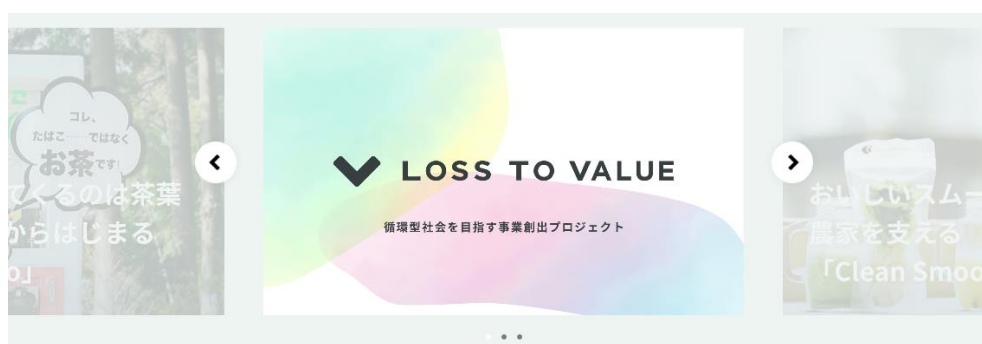 コレ、
たばこ……ではなく
お茶です!
てくるのは茶葉
からはじまる
o」
LOSS TO VALUE
循環型社会を目指す事業創出プロジェクト
おいしいスムー
農家を支える
「Clean Smoo